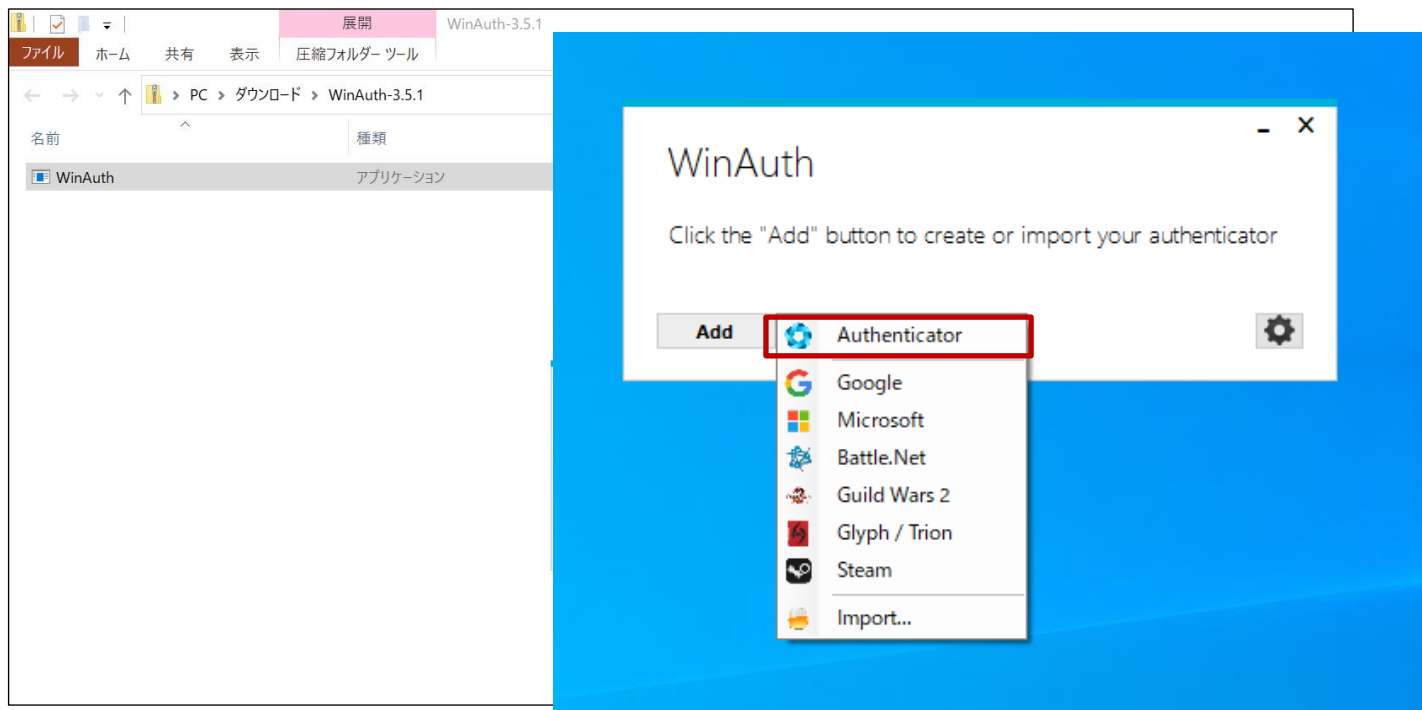 展開
WinAuth-3.5.1
ファイル ホーム 共有 表示 圧縮フォルダー ツール
PC › ダウンロード › WinAuth-3.5.1
名前 種類
WinAuth アプリケーション
WinAuth
Click the "Add" button to create or import your authenticator
Add
Authenticator
Google
Microsoft
Battle.Net
Guild Wars 2
Glyph / Trion
Steam
Import...